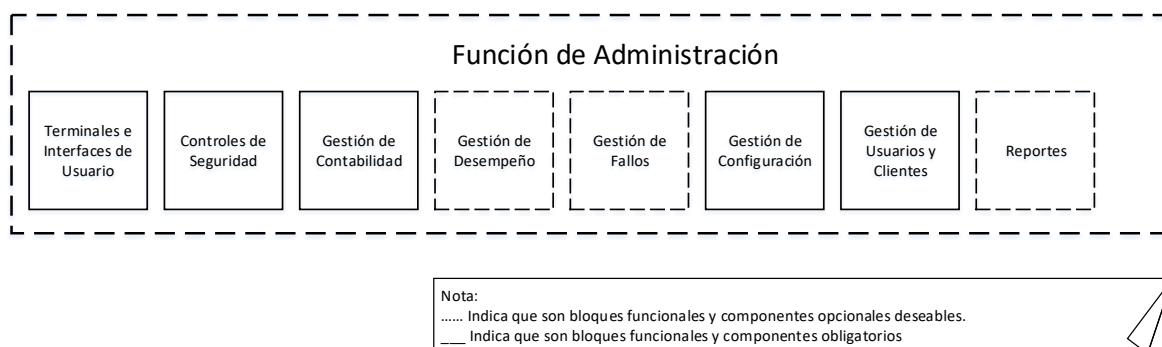 Función de Administración
Terminales e
Interfaces de
Usuario
Controles de
Seguridad
Gestión de
Contabilidad
Gestión de
Desempeño
Gestión de
Fallos
Gestión de
Configuración
Gestión de
Usuarios y
Clientes
Reportes
Nota:
...... Indica que son bloques funcionales y componentes opcionales deseables.
___ Indica que son bloques funcionales y componentes obligatorios